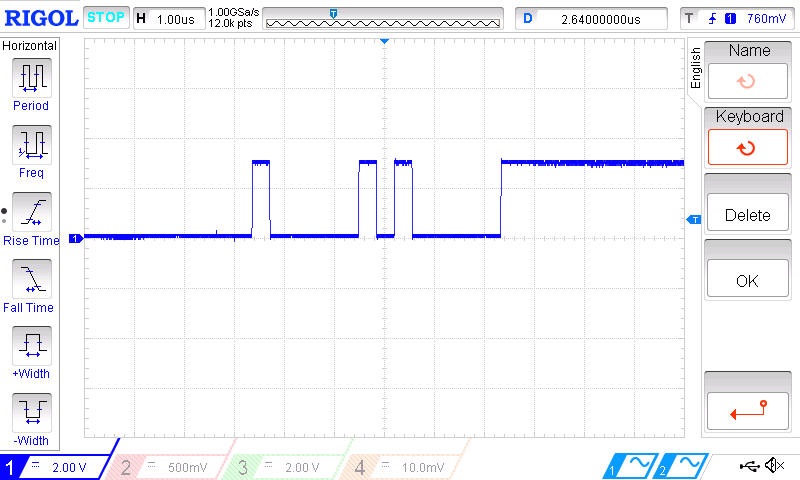 RIGOL STOP H 1.00us 1.00GSa/s 12.0k pts T D 2.64000000us T 1 760mV
Horizontal
Period
Freq
Rise Time
Fall Time
+Width
-Width
1
T
English
Name
Keyboard
Delete
OK
1 2.00 V 2 500mV 3 2.00 V 4 10.0mV 1 2